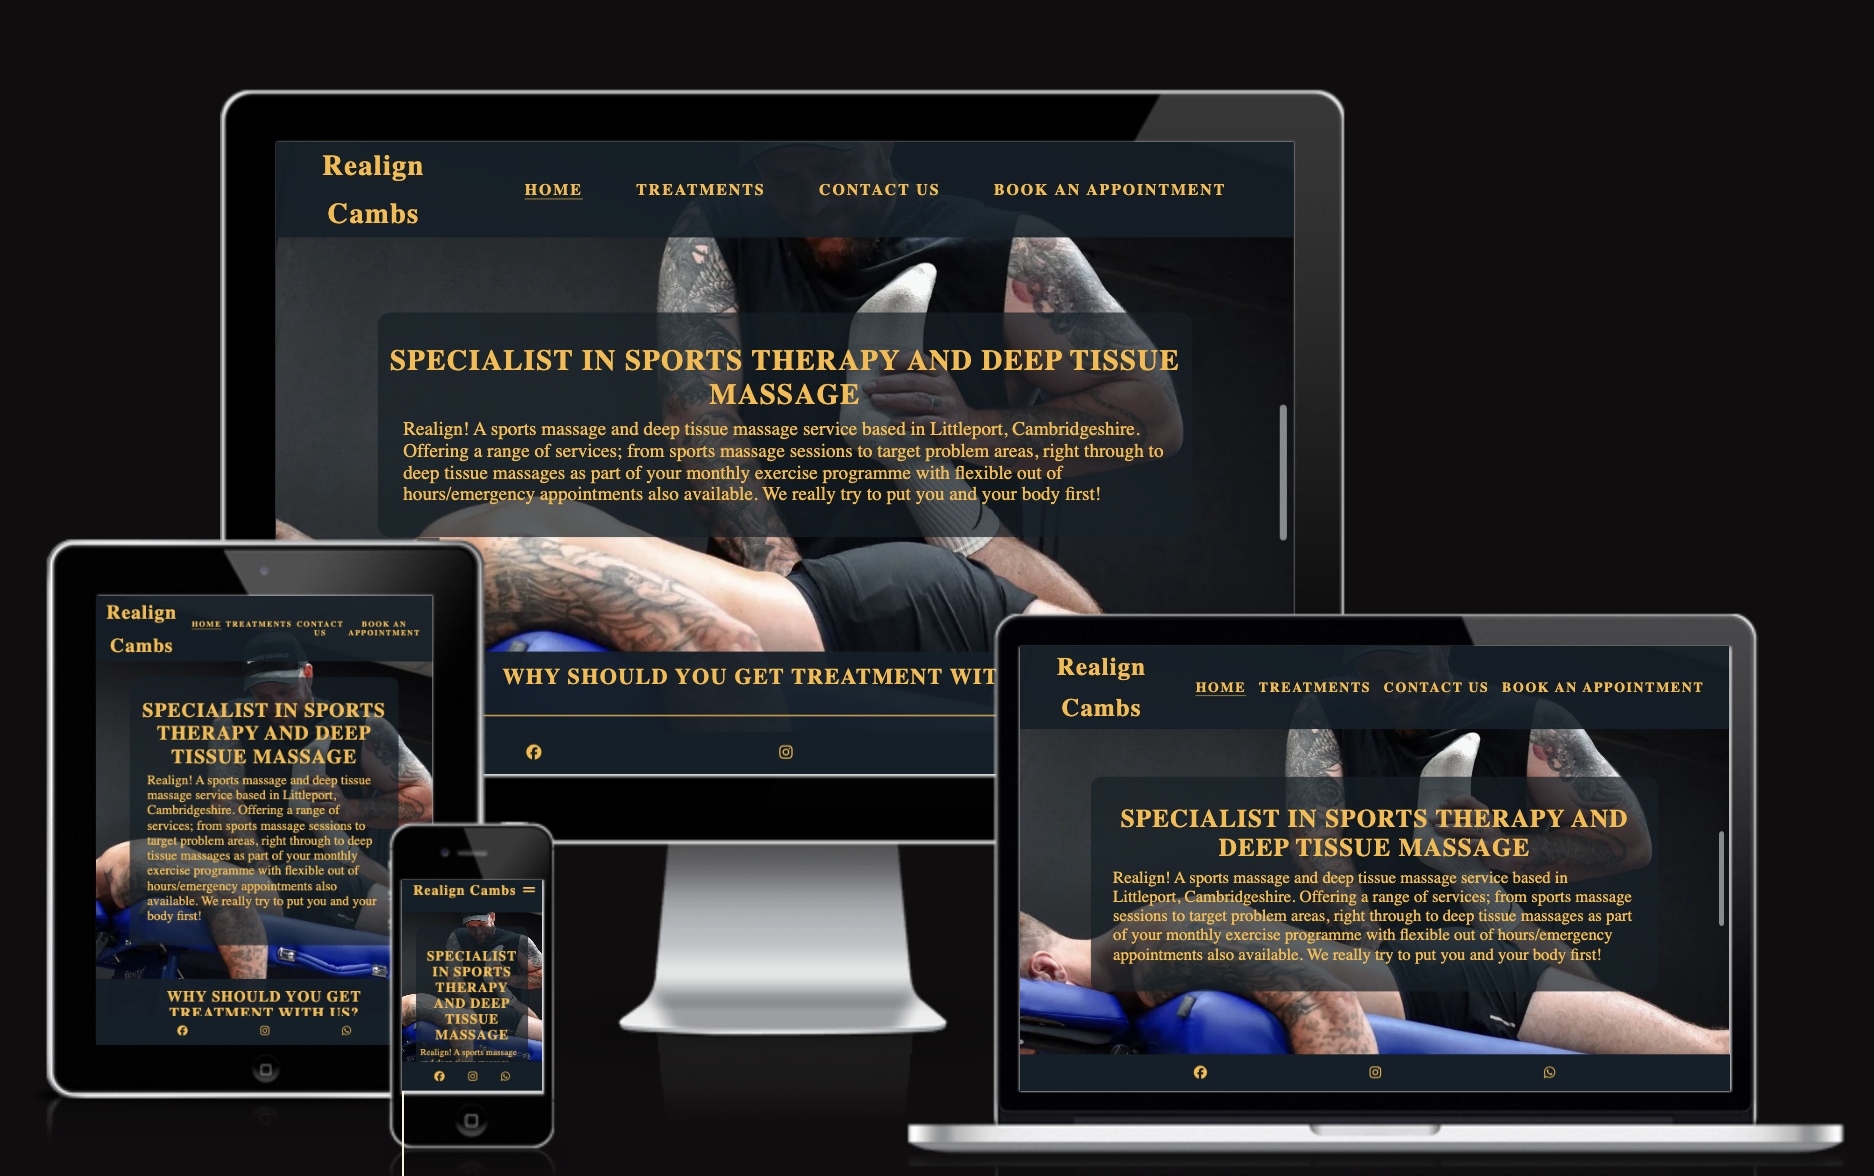 Realign
Cambs
HOME TREATMENTS CONTACT US BOOK AN APPOINTMENT
SPECIALIST IN SPORTS THERAPY AND DEEP TISSUE
MASSAGE
Realign! A sports massage and deep tissue massage service based in Littleport, Cambridgeshire.
Offering a range of services; from sports massage sessions to target problem areas, right through to
deep tissue massages as part of your monthly exercise programme with flexible out of
hours/emergency appointments also available. We really try to put you and your body first!
WHY SHOULD YOU GET TREATMENT WIT
Realign
Cambs
HOME TREATMENTS CONTACT
US
BOOK AN
APPOINTMENT
SPECIALIST IN SPORTS
THERAPY AND DEEP
TISSUE MASSAGE
Realign! A sports massage and deep tissue
massage service based in Littleport,
Cambridgeshire. Offering a range of
services; from sports massage sessions to
target problem areas, right through to deep
tissue massages as part of your monthly
exercise programme with flexible out of
hours/emergency appointments also
available. We really try to put you and your
body first!
WHY SHOULD YOU GET
TREATMENT WITH US?
Realign Cambs
SPECIALIST
IN SPORTS
THERAPY
AND DEEP
TISSUE
MASSAGE
Realign! A sports massage
Realign
Cambs
HOME TREATMENTS CONTACT US BOOK AN APPOINTMENT
SPECIALIST IN SPORTS THERAPY AND
DEEP TISSUE MASSAGE
Realign! A sports massage and deep tissue massage service based in
Littleport, Cambridgeshire. Offering a range of services; from sports massage
sessions to target problem areas, right through to deep tissue massages as part
of your monthly exercise programme with flexible out of hours/emergency
appointments also available. We really try to put you and your body first!